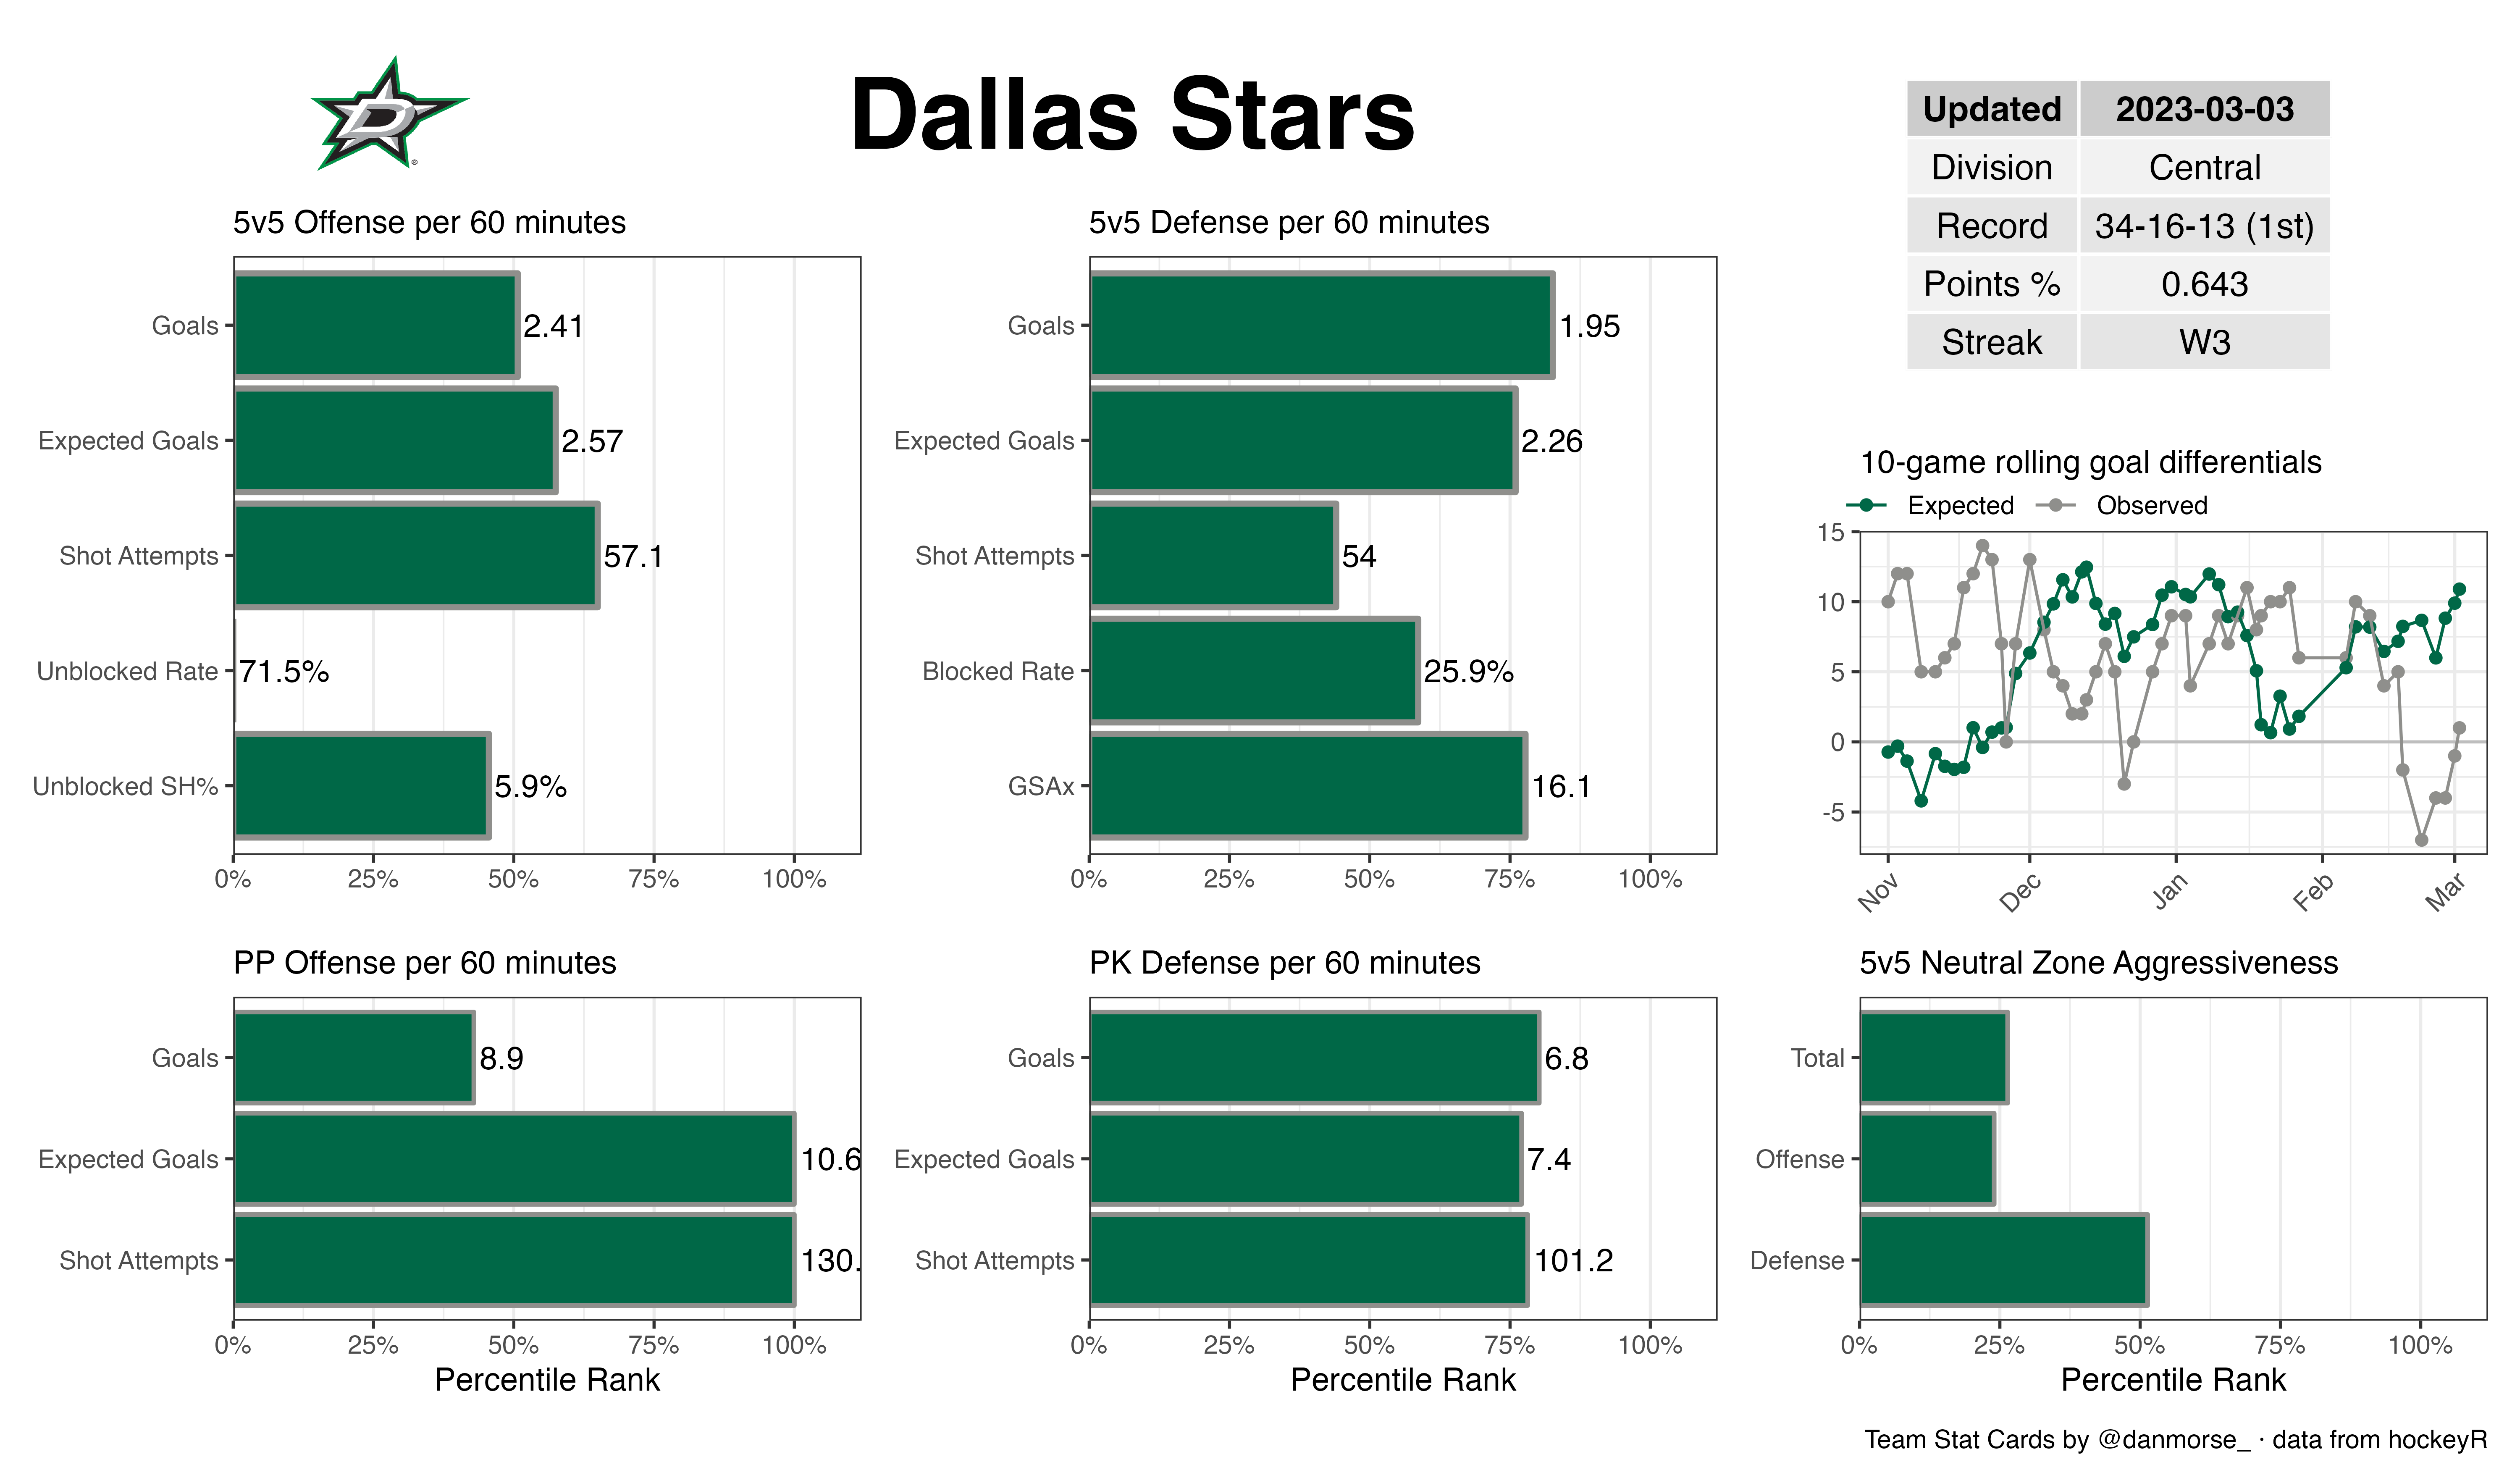 Dallas Stars
Updated 2023-03-03
Division Central
Record 34-16-13 (1st)
Points % 0.643
Streak W3
5v5 Offense per 60 minutes
Goals 2.41
Expected Goals 2.57
Shot Attempts 57.1
Unblocked Rate 71.5%
Unblocked SH% 5.9%
0% 25% 50% 75% 100%
5v5 Defense per 60 minutes
Goals 1.95
Expected Goals 2.26
Shot Attempts 54
Blocked Rate 25.9%
GSAx 16.1
0% 25% 50% 75% 100%
10-game rolling goal differentials
Expected Observed
15
10
5
0
-5
Nov Dec Jan Feb Mar
PP Offense per 60 minutes
Goals 8.9
Expected Goals 10.6
Shot Attempts 130.
0% 25% 50% 75% 100%
Percentile Rank
PK Defense per 60 minutes
Goals 6.8
Expected Goals 7.4
Shot Attempts 101.2
0% 25% 50% 75% 100%
Percentile Rank
5v5 Neutral Zone Aggressiveness
Total
Offense
Defense
0% 25% 50% 75% 100%
Percentile Rank
Team Stat Cards by @danmorse_ · data from hockeyR